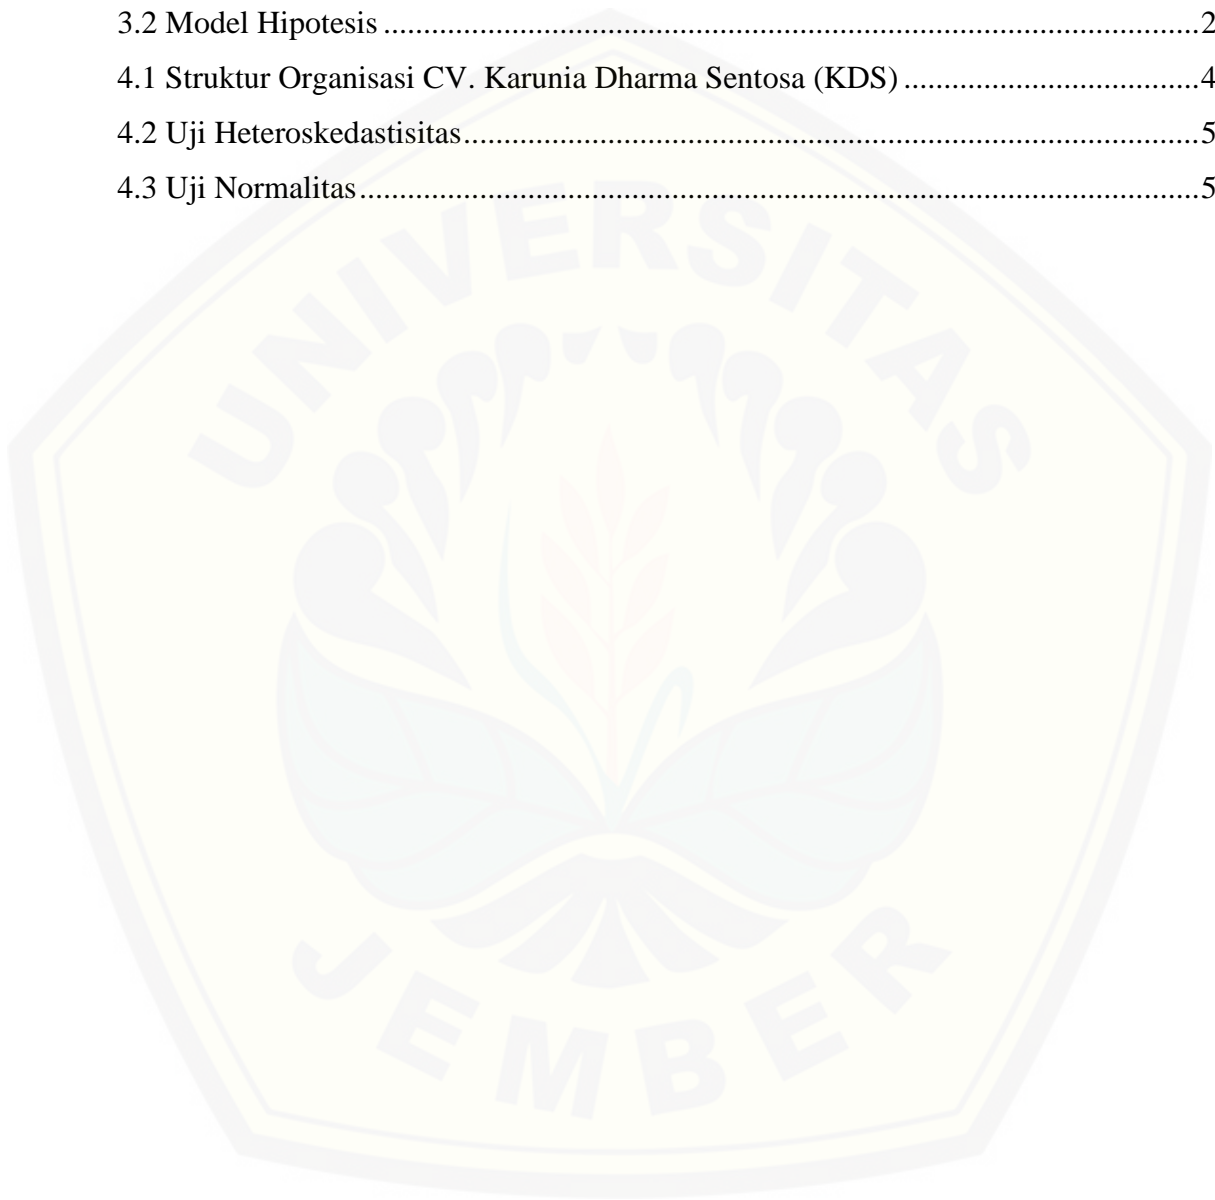 3.2 Model Hipotesis ..................................................................................................... 2
4.1 Struktur Organisasi CV. Karunia Dharma Sentosa (KDS) ..................................... 4
4.2 Uji Heteroskedastisitas........................................................................................... 5
4.3 Uji Normalitas ........................................................................................................ 5
UNIVERSITAS
JEMBER